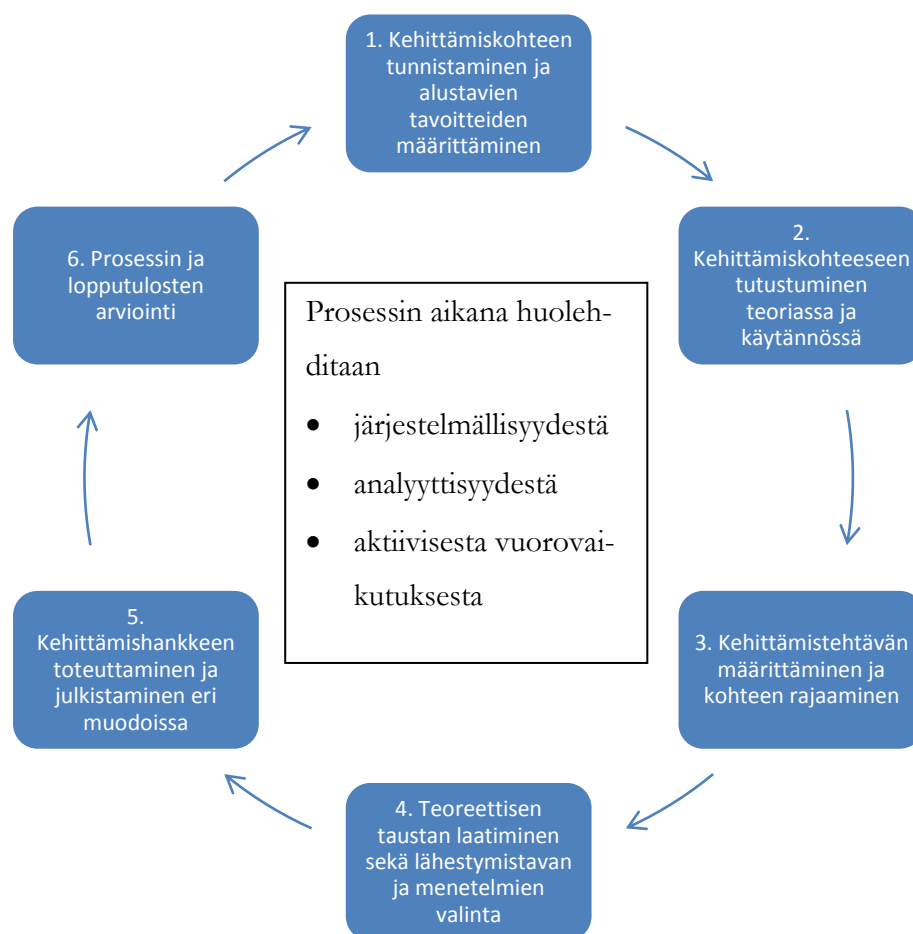 1. Kehittämiskohteen
tunnistaminen ja
alustavien
tavoitteiden
määrittäminen
2.
Kehittämiskohteeseen
tutustuminen
teoriassa ja
käytännössä
3. Kehittämistehtävän
määrittäminen ja
kohteen rajaaminen
4. Teoreettisen
taustan laatiminen
sekä lähestymistavan
ja menetelmien
valinta
5.
Kehittämishankkeen
toteuttaminen ja
julkistaminen eri
muodoissa
6. Prosessin ja
lopputulosten
arviointi
Prosessin aikana huoleh-
ditaan
• järjestelmällisyydestä
• analyyttisyydestä
• aktiivisesta vuorovai-
kutuksesta